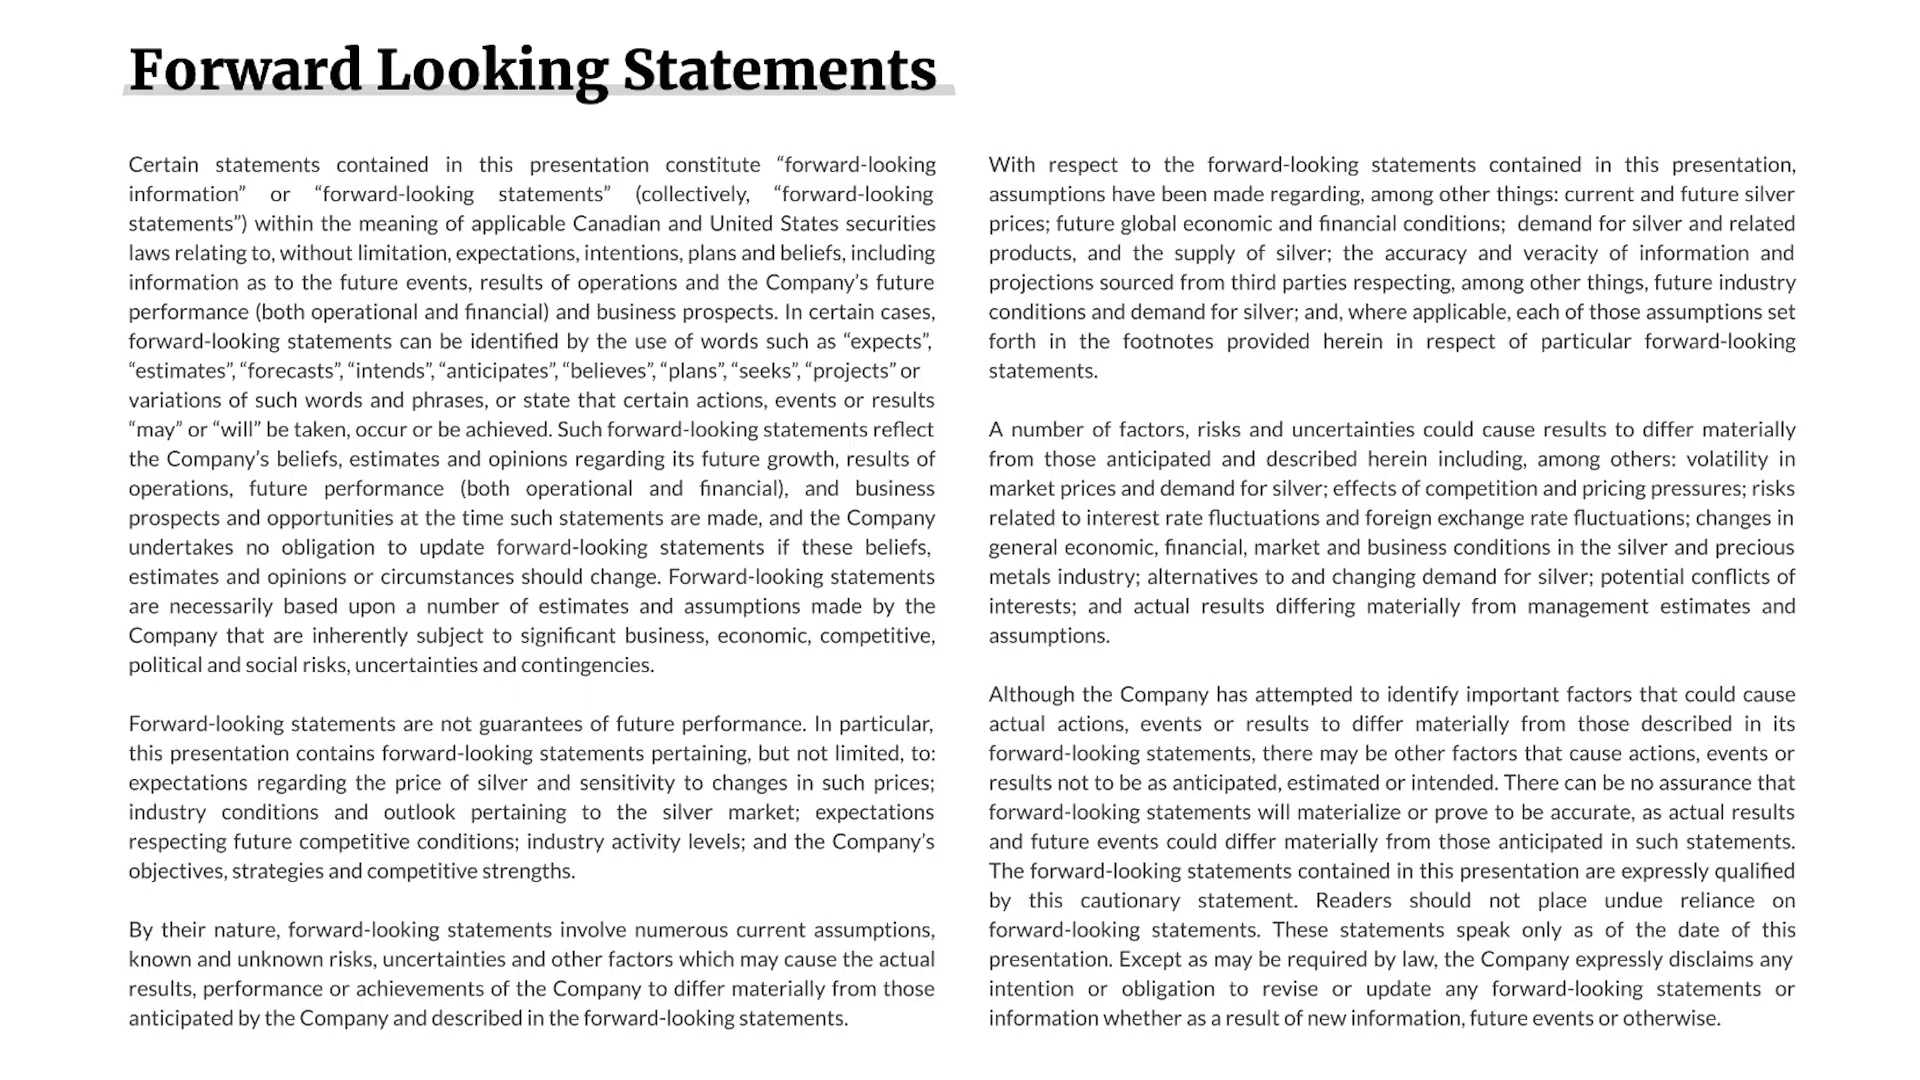 Forward Looking Statements
Certain statements contained in this presentation constitute “forward-looking
information” or “forward-looking statements” (collectively, “forward-looking
statements”) within the meaning of applicable Canadian and United States securities
laws relating to, without limitation, expectations, intentions, plans and beliefs, including
information as to the future events, results of operations and the Company’s future
performance (both operational and financial) and business prospects. In certain cases,
forward-looking statements can be identified by the use of words such as “expects”,
“estimates”, “forecasts”, “intends”, “anticipates”, “believes”, “plans”, “seeks”, “projects” or
variations of such words and phrases, or state that certain actions, events or results
“may” or “will” be taken, occur or be achieved. Such forward-looking statements reflect
the Company’s beliefs, estimates and opinions regarding its future growth, results of
operations, future performance (both operational and financial), and business
prospects and opportunities at the time such statements are made, and the Company
undertakes no obligation to update forward-looking statements if these beliefs,
estimates and opinions or circumstances should change. Forward-looking statements
are necessarily based upon a number of estimates and assumptions made by the
Company that are inherently subject to significant business, economic, competitive,
political and social risks, uncertainties and contingencies.
Forward-looking statements are not guarantees of future performance. In particular,
this presentation contains forward-looking statements pertaining, but not limited, to:
expectations regarding the price of silver and sensitivity to changes in such prices;
industry conditions and outlook pertaining to the silver market; expectations
respecting future competitive conditions; industry activity levels; and the Company’s
objectives, strategies and competitive strengths.
By their nature, forward-looking statements involve numerous current assumptions,
known and unknown risks, uncertainties and other factors which may cause the actual
results, performance or achievements of the Company to differ materially from those
anticipated by the Company and described in the forward-looking statements.
With respect to the forward-looking statements contained in this presentation,
assumptions have been made regarding, among other things: current and future silver
prices; future global economic and financial conditions; demand for silver and related
products, and the supply of silver; the accuracy and veracity of information and
projections sourced from third parties respecting, among other things, future industry
conditions and demand for silver; and, where applicable, each of those assumptions set
forth in the footnotes provided herein in respect of particular forward-looking
statements.
A number of factors, risks and uncertainties could cause results to differ materially
from those anticipated and described herein including, among others: volatility in
market prices and demand for silver; effects of competition and pricing pressures; risks
related to interest rate fluctuations and foreign exchange rate fluctuations; changes in
general economic, financial, market and business conditions in the silver and precious
metals industry; alternatives to and changing demand for silver; potential conflicts of
interests; and actual results differing materially from management estimates and
assumptions.
Although the Company has attempted to identify important factors that could cause
actual actions, events or results to differ materially from those described in its
forward-looking statements, there may be other factors that cause actions, events or
results not to be as anticipated, estimated or intended. There can be no assurance that
forward-looking statements will materialize or prove to be accurate, as actual results
and future events could differ materially from those anticipated in such statements.
The forward-looking statements contained in this presentation are expressly qualified
by this cautionary statement. Readers should not place undue reliance on
forward-looking statements. These statements speak only as of the date of this
presentation. Except as may be required by law, the Company expressly disclaims any
intention or obligation to revise or update any forward-looking statements or
information whether as a result of new information, future events or otherwise.